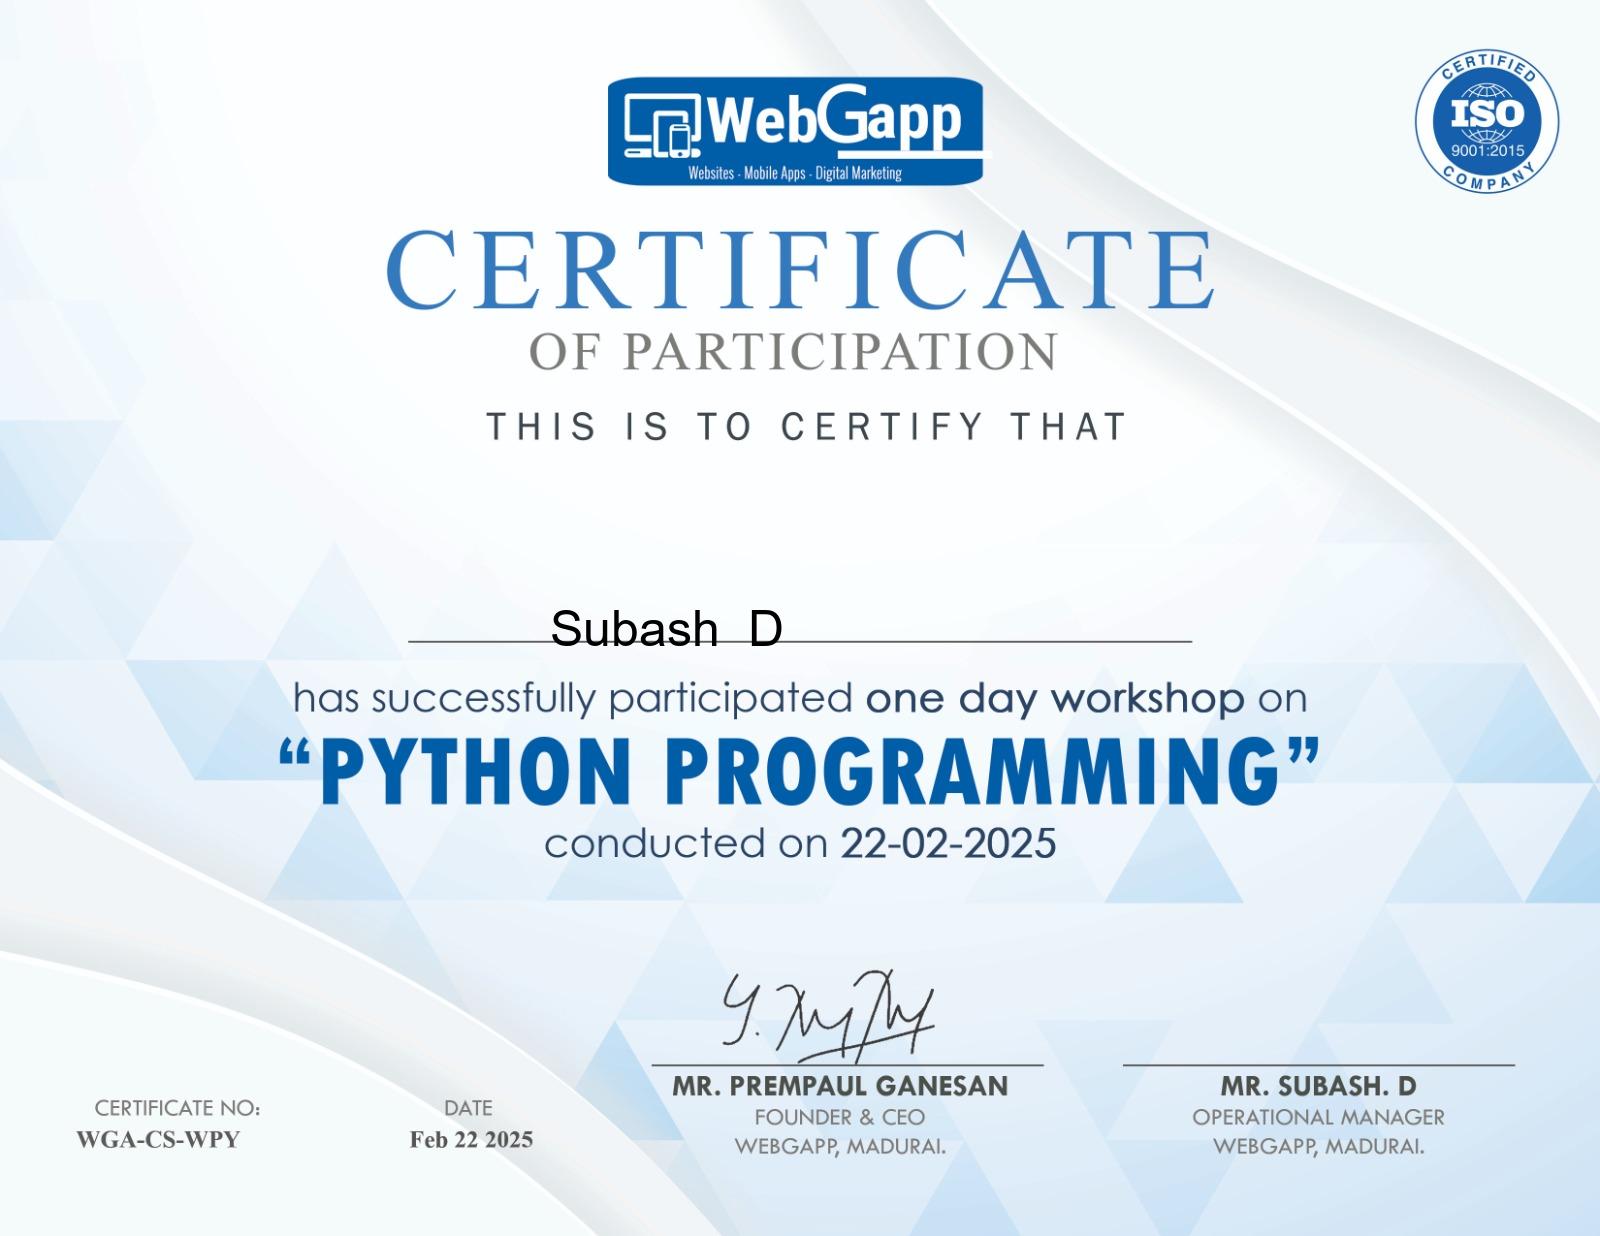 WebGapp
Websites - Mobile Apps - Digital Marketing
CERTIFIED
ISO
9001:2015
COMPANY
CERTIFICATE
OF PARTICIPATION
THIS IS TO CERTIFY THAT
Subash D
has successfully participated one day workshop on
“PYTHON PROGRAMMING”
conducted on 22-02-2025
CERTIFICATE NO:
WGA-CS-WPY
DATE
Feb 22 2025
MR. PREMPAUL GANESAN
FOUNDER & CEO
WEBGAPP, MADURAI.
MR. SUBASH. D
OPERATIONAL MANAGER
WEBGAPP, MADURAI.